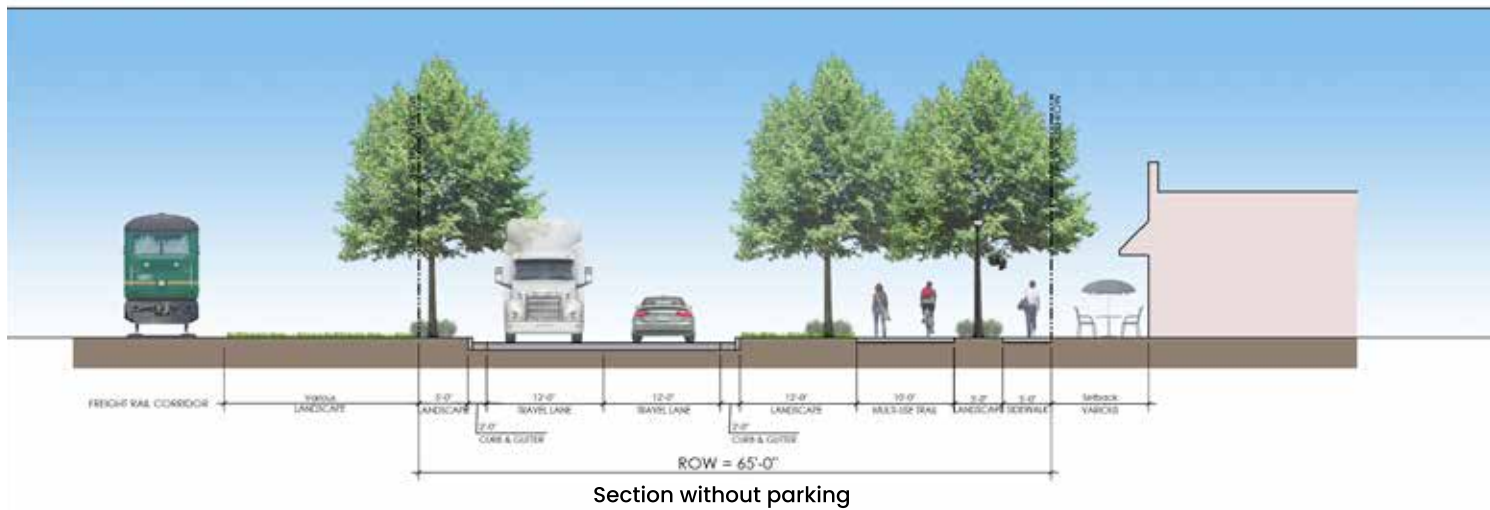 FREIGHT RAIL CORRIDOR
Various
LANDSCAPE
5'-0"
LANDSCAPE
12'-0"
TRAVEL LANE
12'-0"
TRAVEL LANE
12'-0"
LANDSCAPE
10'-0"
MULTI-USE TRAIL
5'-0"
LANDSCAPE
5'-0"
SIDEWALK
Setback
VARIOUS
2'-0"
CURB & GUTTER
2'-0"
CURB & GUTTER
ROW = 65'-0"
Section without parking